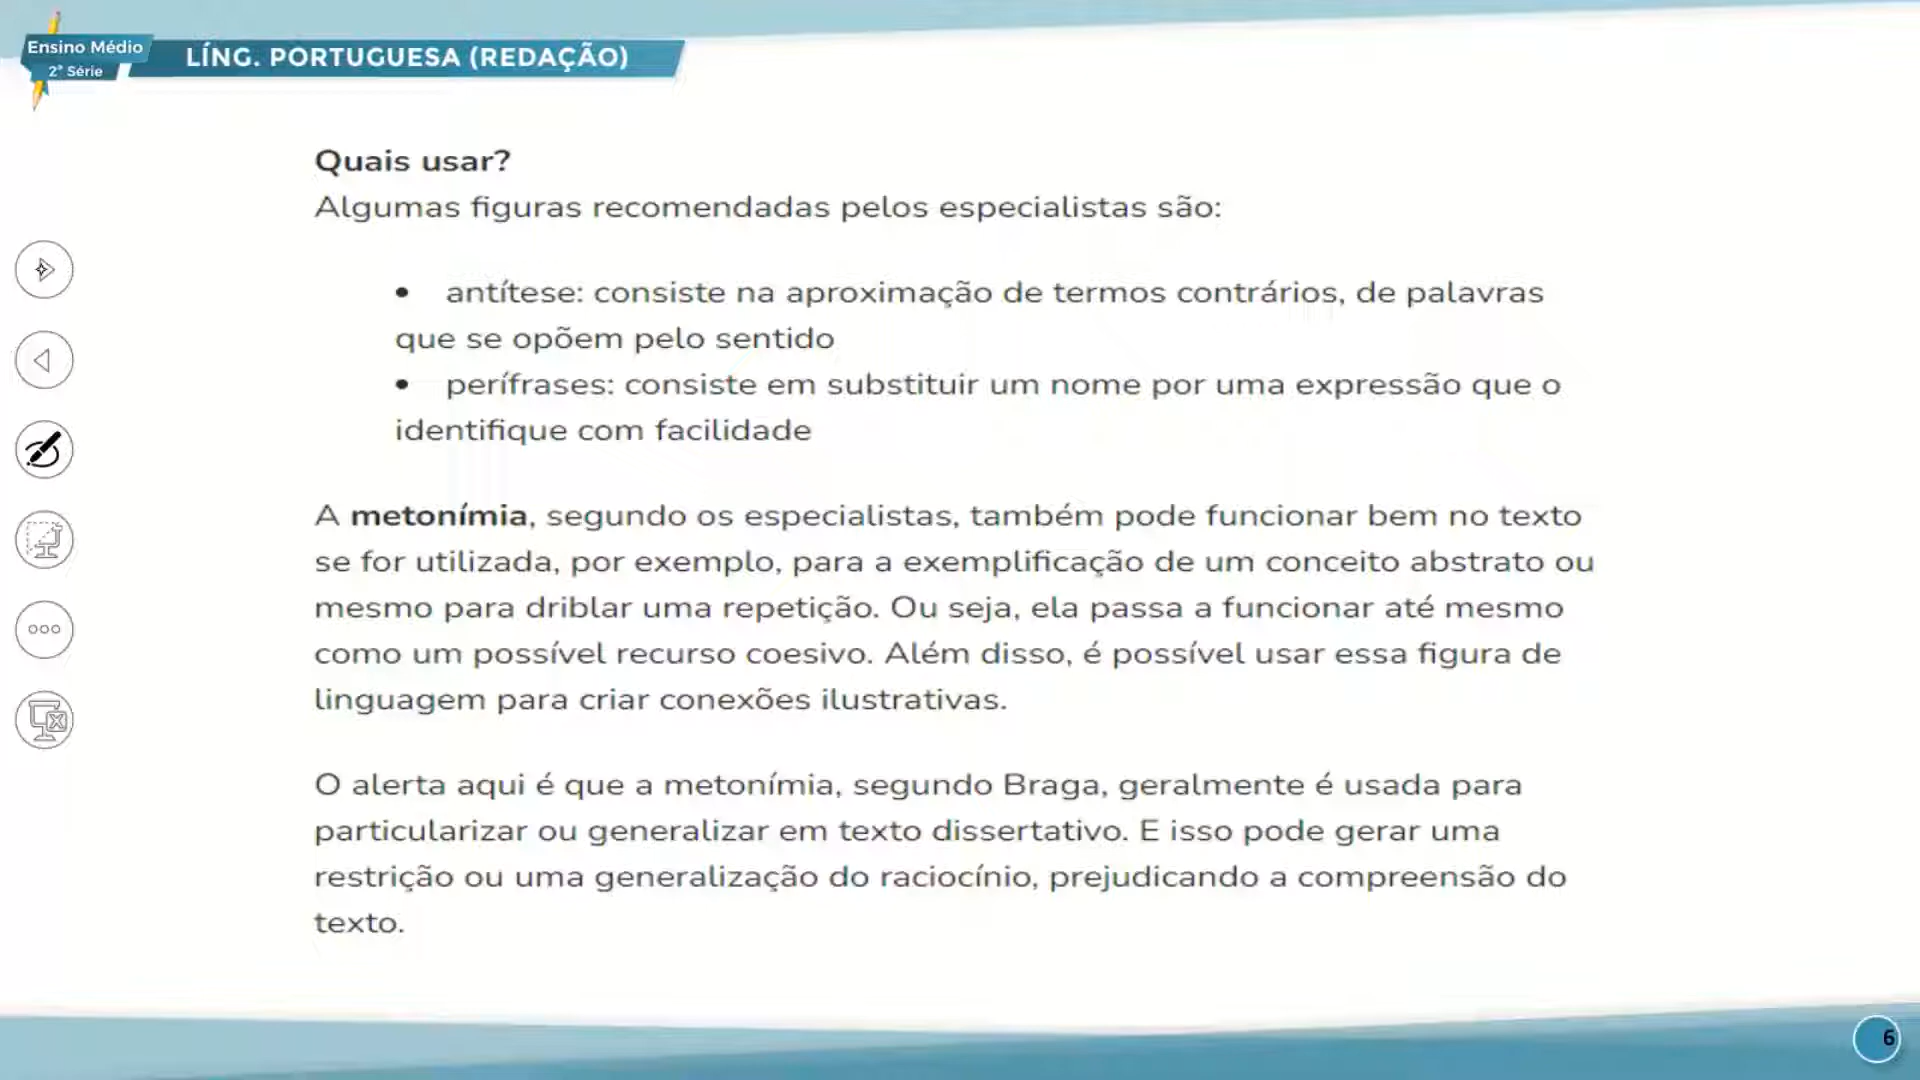 Ensino Médio
2ª Série
LÍNG. PORTUGUESA (REDAÇÃO)
Quais usar?
Algumas figuras recomendadas pelos especialistas são:
• antítese: consiste na aproximação de termos contrários, de palavras
que se opõem pelo sentido
• perífrases: consiste em substituir um nome por uma expressão que o
identifique com facilidade
A metonímia, segundo os especialistas, também pode funcionar bem no texto
se for utilizada, por exemplo, para a exemplificação de um conceito abstrato ou
mesmo para driblar uma repetição. Ou seja, ela passa a funcionar até mesmo
como um possível recurso coesivo. Além disso, é possível usar essa figura de
linguagem para criar conexões ilustrativas.
O alerta aqui é que a metonímia, segundo Braga, geralmente é usada para
particularizar ou generalizar em texto dissertativo. E isso pode gerar uma
restrição ou uma generalização do raciocínio, prejudicando a compreensão do
texto.
6